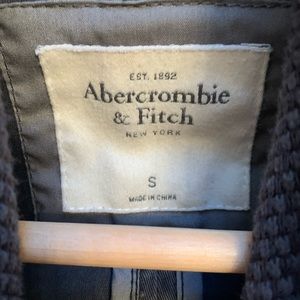 EST. 1892
Abercrombie
& Fitch
NEW YORK
S
MADE IN CHINA